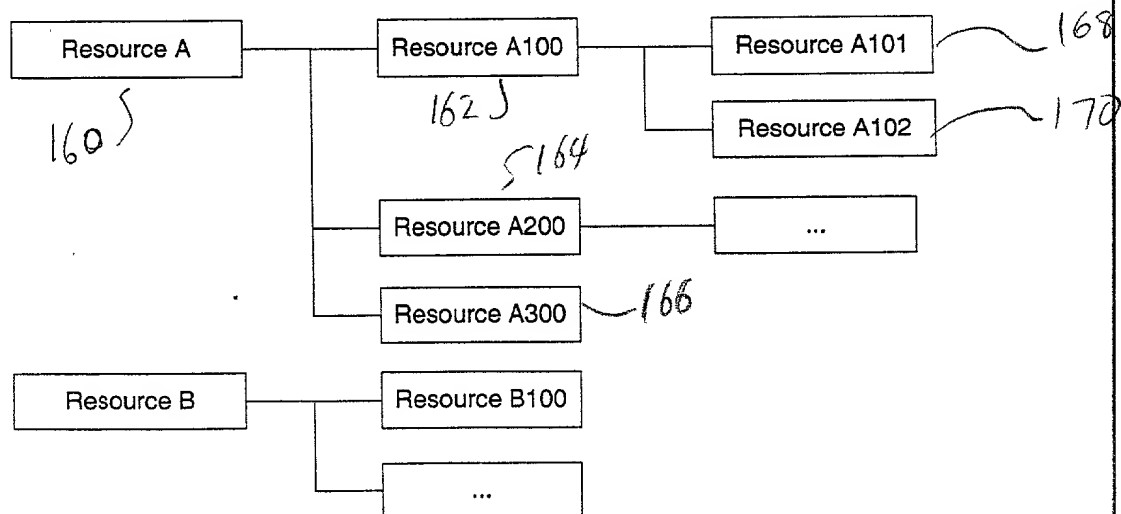 Resource A
Resource A100
Resource A101
168
160
162
Resource A102
170
164
Resource A200
...
Resource A300
166
Resource B
Resource B100
...